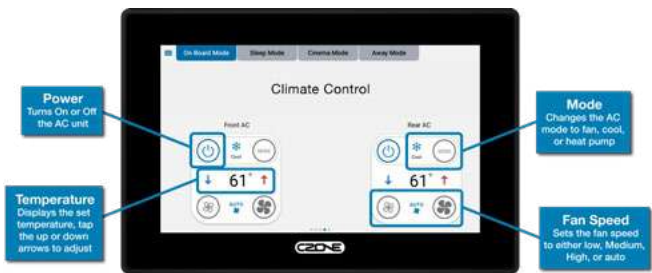 On-Board Mode
Sleep Mode
Cinema Mode
Away Mode
Climate Control
Front AC
Rear AC
Cool
MODE
61°
AUTO
Cool
MODE
61°
AUTO
CZONE
Power
Turns On or Off
the AC unit
Temperature
Displays the set
temperature, tap
the up or down
arrows to adjust
Mode
Changes the AC
mode to fan, cool,
or heat pump
Fan Speed
Sets the fan speed
to either low, Medium,
High, or auto